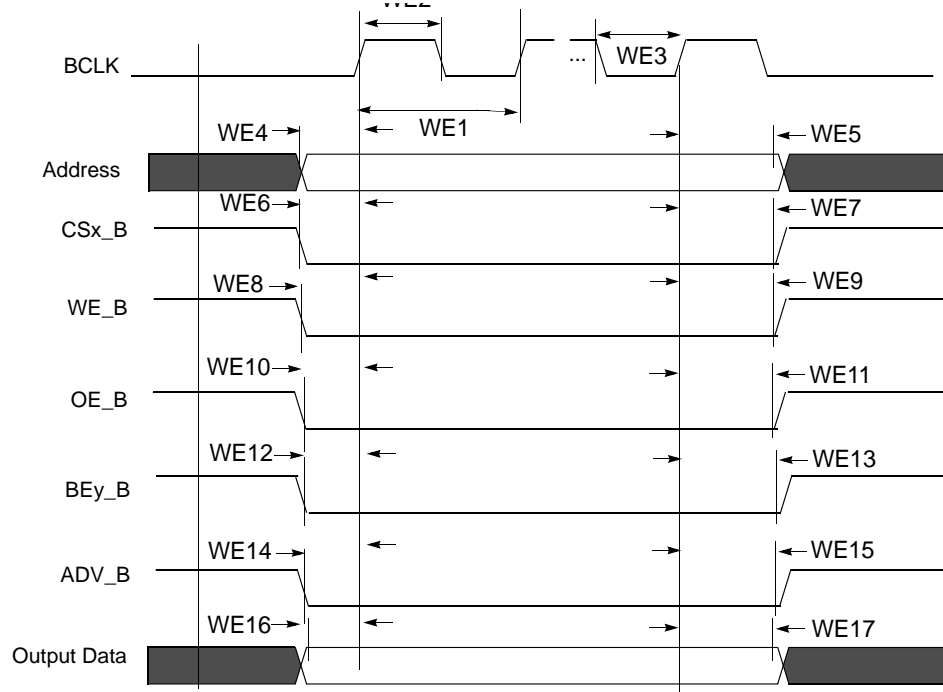 WE2
BCLK
...
WE3
WE4
WE1
WE5
Address
WE6
WE7
CSx_B
WE8
WE9
WE_B
WE10
WE11
OE_B
WE12
WE13
BEy_B
WE14
WE15
ADV_B
WE16
WE17
Output Data